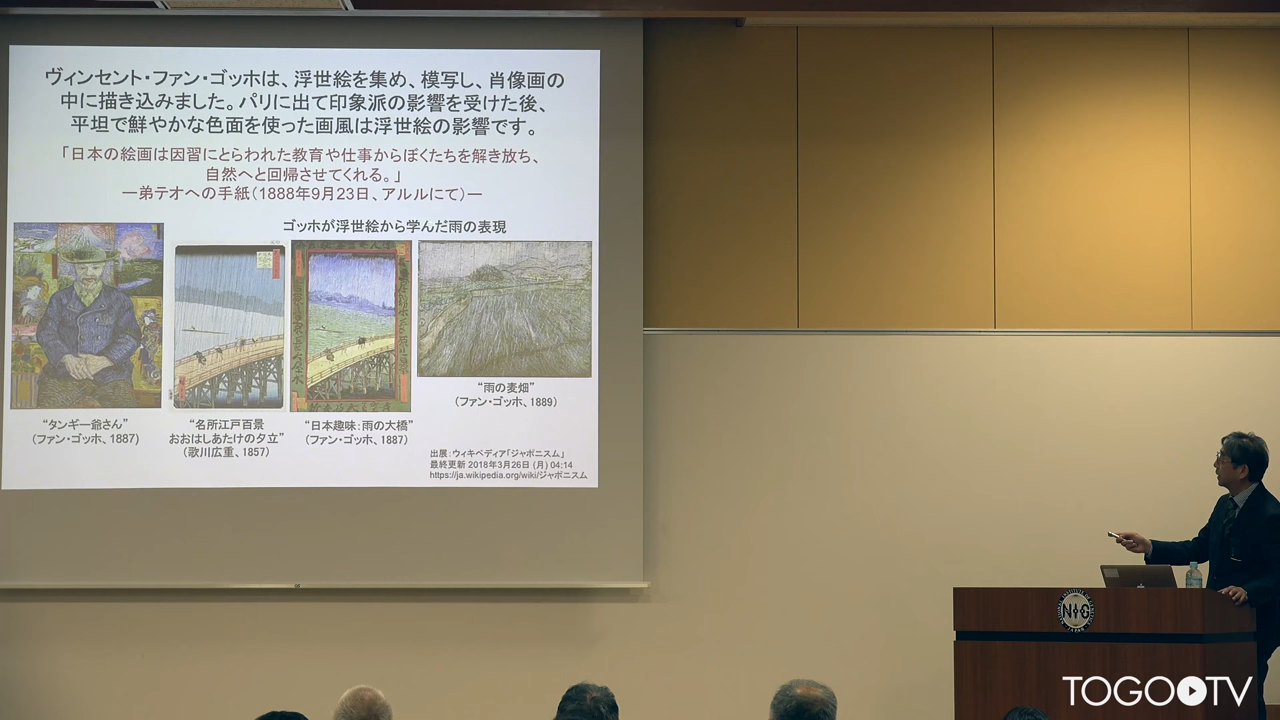 ヴィンセント・ファン・ゴッホは、浮世絵を集め、模写し、肖像画の
中に描き込みました。パリに出て印象派の影響を受けた後、
平坦で鮮やかな色面を使った画風は浮世絵の影響です。
「日本の絵画は因習にとらわれた教育や仕事からぼくたちを解き放ち、
自然へと回帰させてくれる。」
―弟テオへの手紙(1888年9月23日、アルルにて)―
ゴッホが浮世絵から学んだ雨の表現
“タンギー爺さん”
(ファン・ゴッホ、1887)
“名所江戸百景
おおはしあたけの夕立”
(歌川広重、1857)
“日本趣味:雨の大橋”
(ファン・ゴッホ、1887)
“雨の麦畑”
(ファン・ゴッホ、1889)
出展:ウィキペディア「ジャポニスム」
最終更新 2018年3月26日 (月) 04:14
https://ja.wikipedia.org/wiki/ジャポニスム
NIG
TOGOTV